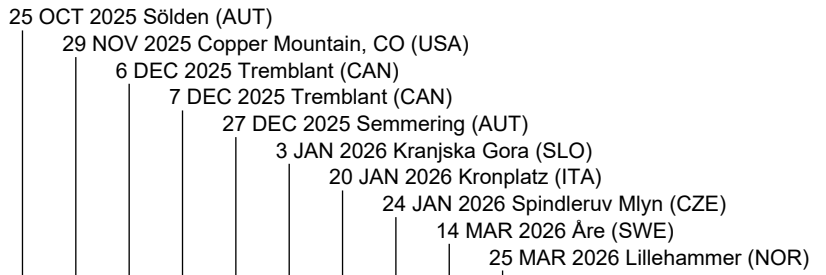 25 OCT 2025 Sölden (AUT)
29 NOV 2025 Copper Mountain, CO (USA)
6 DEC 2025 Tremblant (CAN)
7 DEC 2025 Tremblant (CAN)
27 DEC 2025 Semmering (AUT)
3 JAN 2026 Kranjska Gora (SLO)
20 JAN 2026 Kronplatz (ITA)
24 JAN 2026 Spindleruv Mlyn (CZE)
14 MAR 2026 Åre (SWE)
25 MAR 2026 Lillehammer (NOR)